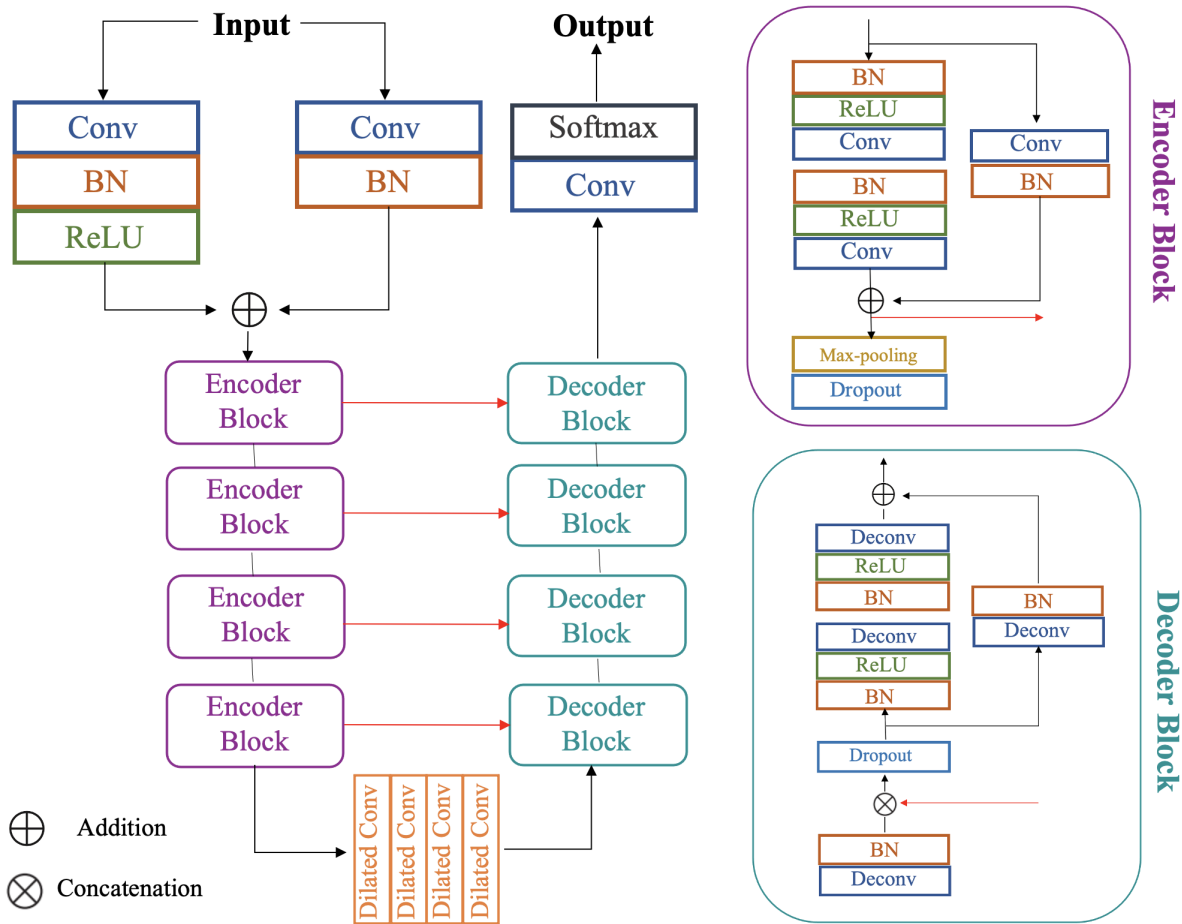 Input
Output
Conv
BN
ReLU
Conv
BN
Softmax
Conv
Encoder
Block
Encoder
Block
Encoder
Block
Encoder
Block
Decoder
Block
Decoder
Block
Decoder
Block
Decoder
Block
Dilated Conv
Dilated Conv
Dilated Conv
Dilated Conv
Addition
Concatenation
BN
ReLU
Conv
BN
ReLU
Conv
Conv
BN
Max-pooling
Dropout
Encoder Block
Deconv
ReLU
BN
Deconv
ReLU
BN
BN
Deconv
Dropout
BN
Deconv
Decoder Block